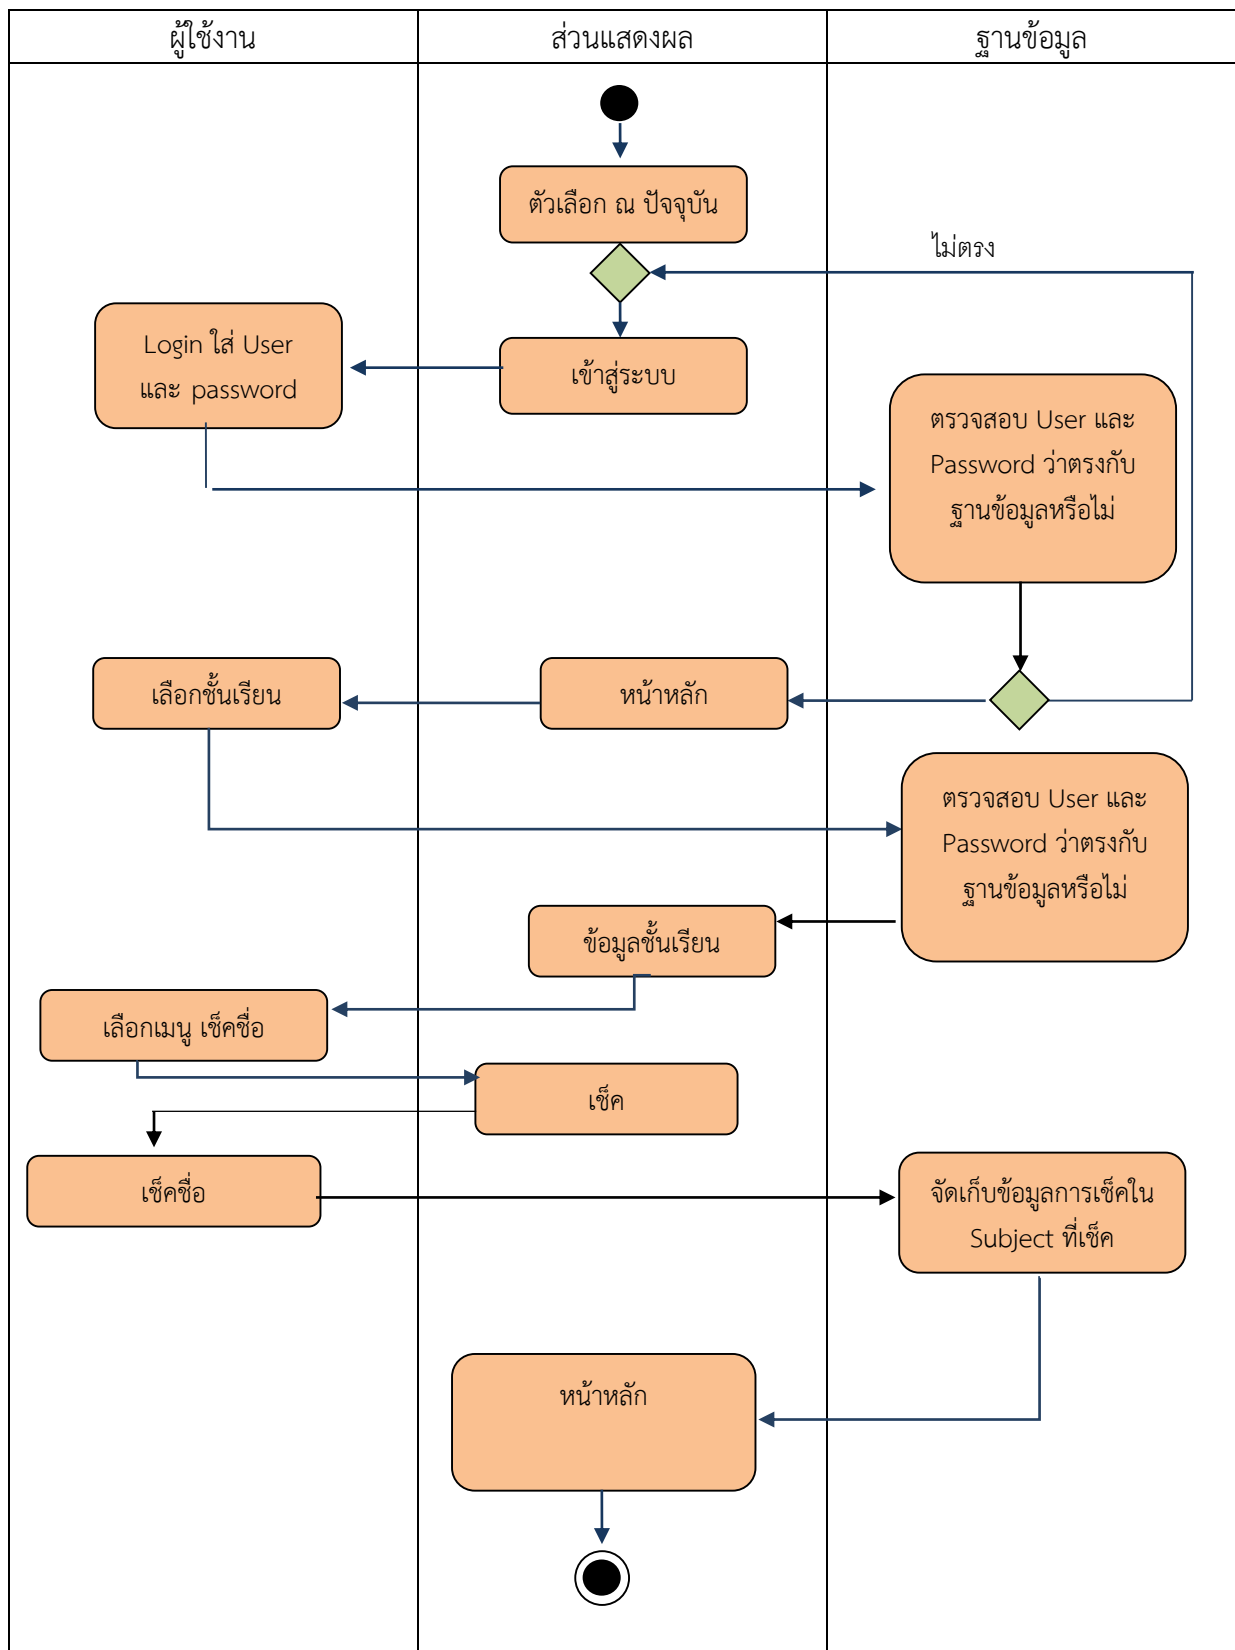 ผู้ใช้งาน
ส่วนแสดงผล
ฐานข้อมูล
ตัวเลือก ณ ปัจจุบัน
ไม่ตรง
Login ใส่ User
และ password
เข้าสู่ระบบ
ตรวจสอบ User และ
Password ว่าตรงกับ
ฐานข้อมูลหรือไม่
เลือกชั้นเรียน
หน้าหลัก
ตรวจสอบ User และ
Password ว่าตรงกับ
ฐานข้อมูลหรือไม่
ข้อมูลชั้นเรียน
เลือกเมนู เช็คชื่อ
เช็ค
เช็คชื่อ
จัดเก็บข้อมูลการเช็คใน
Subject ที่เช็ค
หน้าหลัก